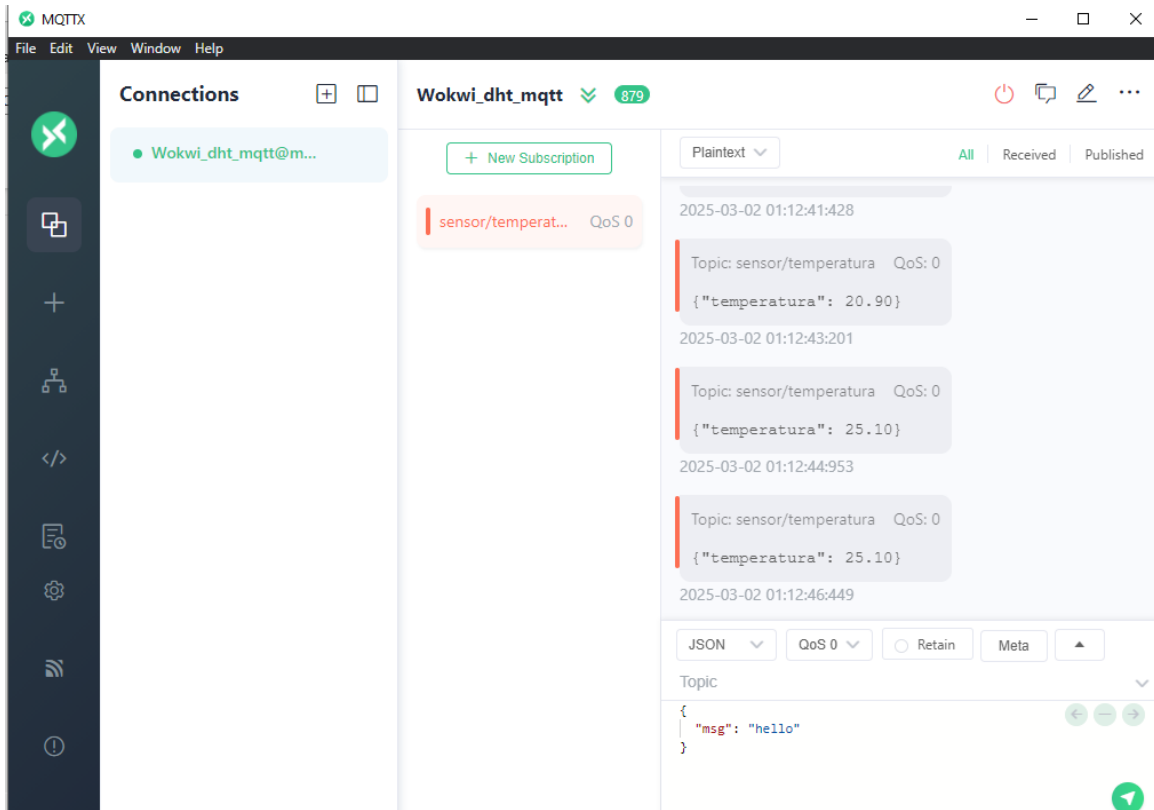 MQTTX
File Edit View Window Help
Connections
Wokwi_dht_mqtt@m...
Wokwi_dht_mqtt 879
+ New Subscription
sensor/temperat... QoS 0
Plaintext All Received Published
2025-03-02 01:12:41:428
Topic: sensor/temperatura QoS: 0
{"temperatura": 20.90}
2025-03-02 01:12:43:201
Topic: sensor/temperatura QoS: 0
{"temperatura": 25.10}
2025-03-02 01:12:44:953
Topic: sensor/temperatura QoS: 0
{"temperatura": 25.10}
2025-03-02 01:12:46:449
JSON QoS 0 Retain Meta
Topic
{
"msg": "hello"
}